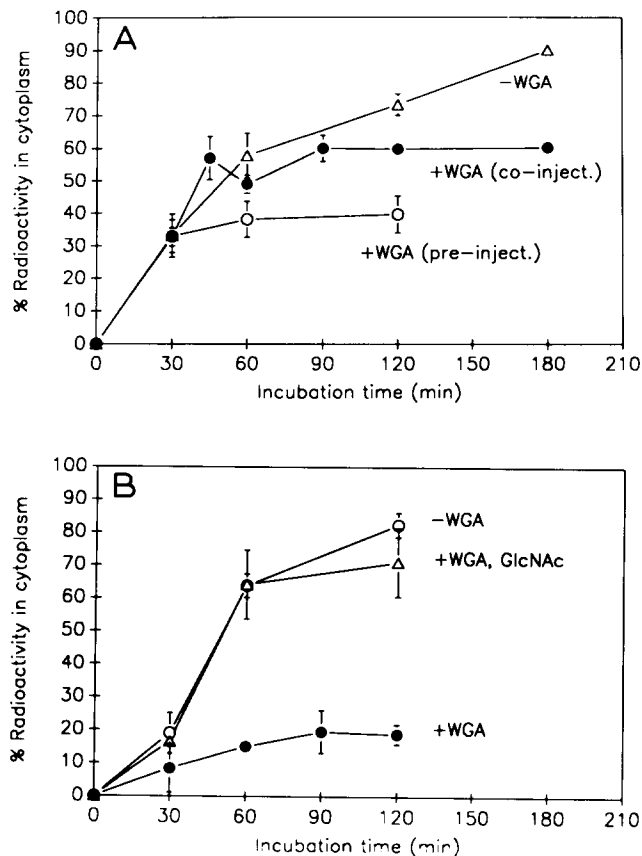 A
100
90
80
70
60
50
40
30
20
10
0
% Radioactivity in cytoplasm
−WGA
+WGA (co-inject.)
+WGA (pre-inject.)
0 30 60 90 120 150 180 210
Incubation time (min)
B
100
90
80
70
60
50
40
30
20
10
0
% Radioactivity in cytoplasm
−WGA
+WGA, GlcNAc
+WGA
0 30 60 90 120 150 180 210
Incubation time (min)